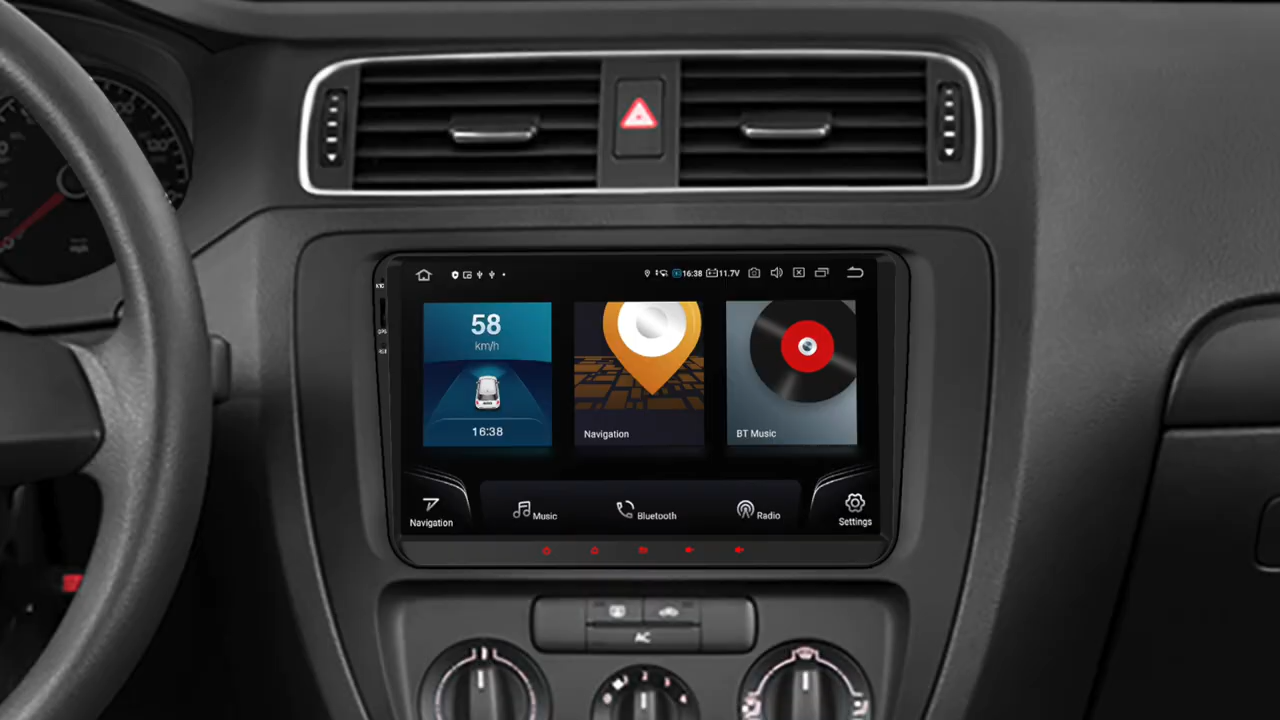 16:38 11.7V
58
km/h
16:38
Navigation
BT Music
Navigation
Music
Bluetooth
Radio
Settings
AC